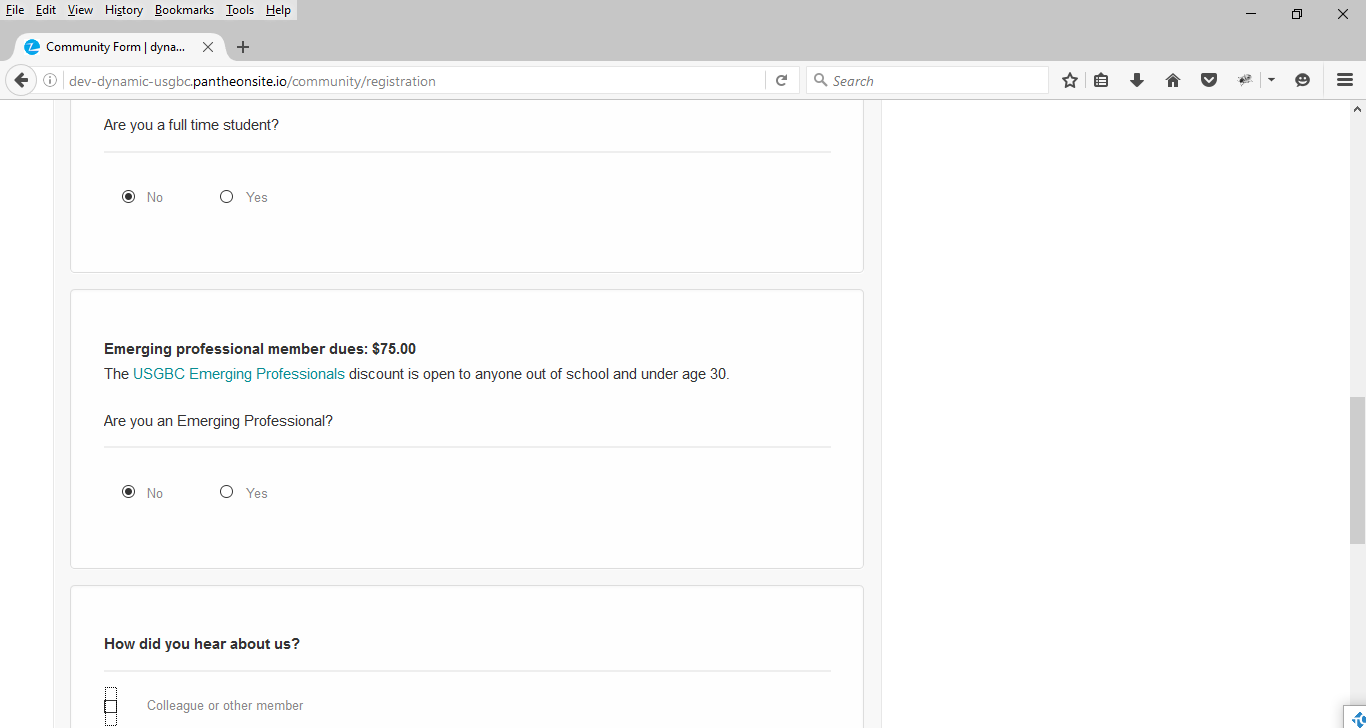 File Edit View History Bookmarks Tools Help
Community Form | dyna...
dev-dynamic-usgbc.pantheonsite.io/community/registration
Search
Are you a full time student?
No Yes
Emerging professional member dues: $75.00
The USGBC Emerging Professionals discount is open to anyone out of school and under age 30.
Are you an Emerging Professional?
No Yes
How did you hear about us?
Colleague or other member